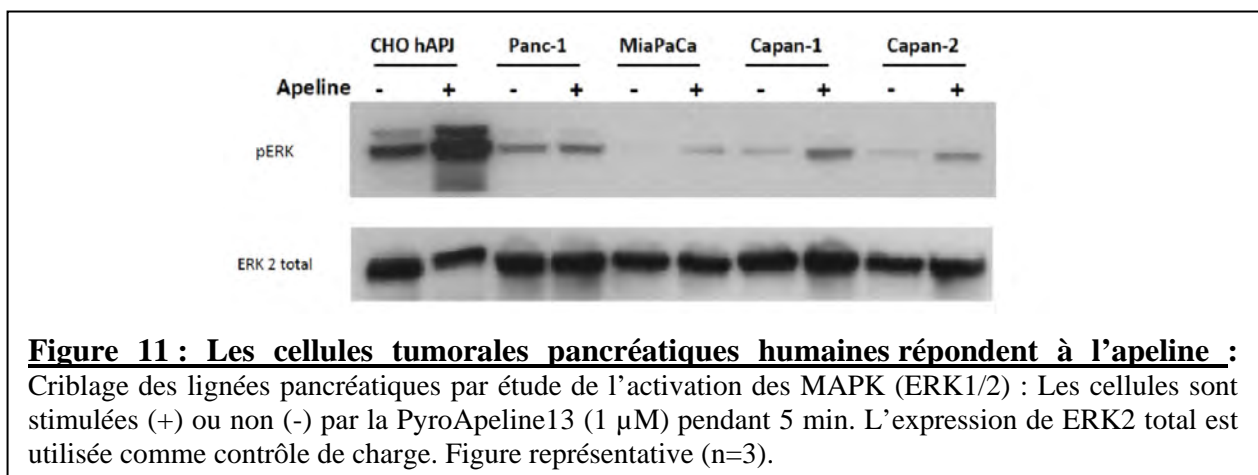 CHO hAPJ Panc-1 MiaPaCa Capan-1 Capan-2
Apeline - + - + - + - + - +
pERK
ERK 2 total
Figure 11 : Les cellules tumorales pancréatiques humaines répondent à l’apeline :
Criblage des lignées pancréatiques par étude de l’activation des MAPK (ERK1/2) : Les cellules sont
stimulées (+) ou non (-) par la PyroApeline13 (1 µM) pendant 5 min. L’expression de ERK2 total est
utilisée comme contrôle de charge. Figure représentative (n=3).